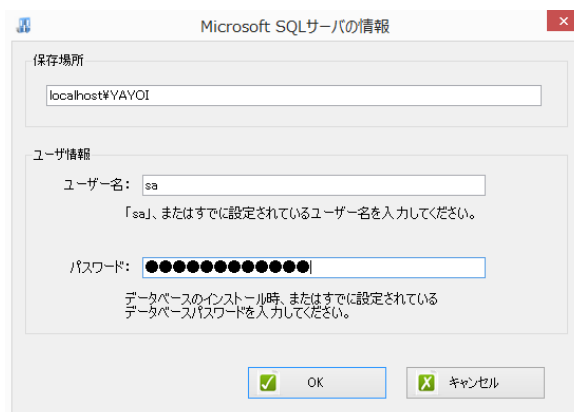 Microsoft SQLサーバの情報
保存場所
localhost¥YAYOI
ユーザ情報
ユーザー名：
sa
「sa」、またはすでに設定されているユーザー名を入力してください。
パスワード：
●●●●●●●●●●●●
データベースのインストール時、またはすでに設定されている
データベースパスワードを入力してください。
OK
キャンセル